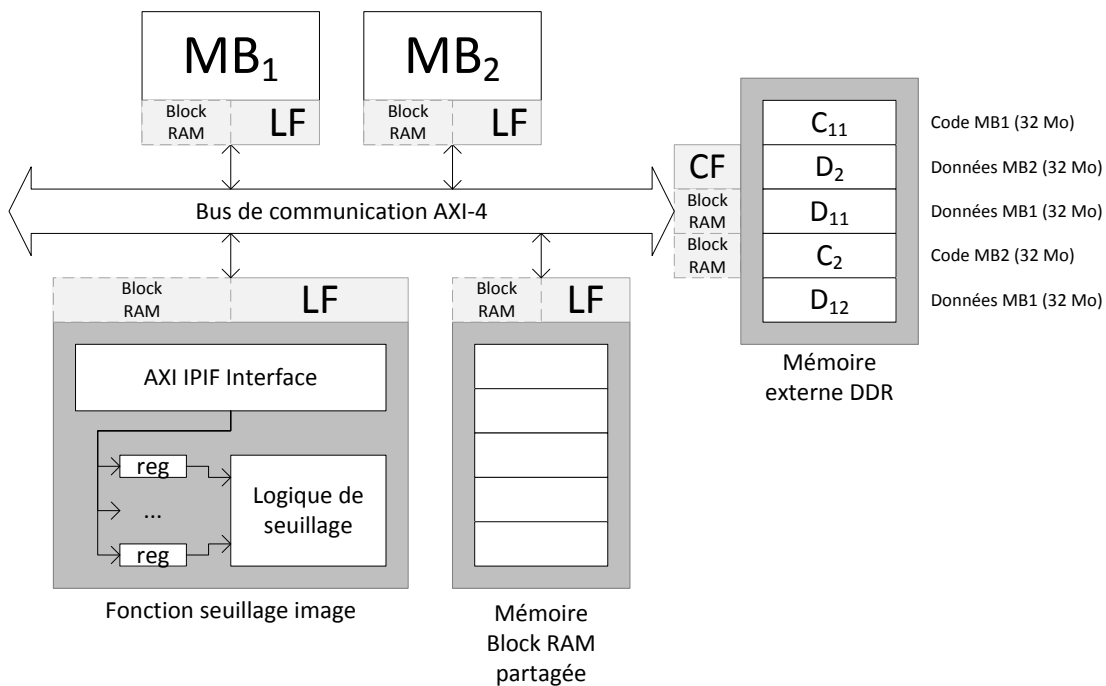 MB₁
MB₂
Block
RAM
LF
Block
RAM
LF
Bus de communication AXI-4
CF
Block
RAM
Block
RAM
C₁₁
D₂
D₁₁
C₂
D₁₂
Code MB1 (32 Mo)
Données MB2 (32 Mo)
Données MB1 (32 Mo)
Code MB2 (32 Mo)
Données MB1 (32 Mo)
Mémoire
externe DDR
Block
RAM
LF
AXI IPIF Interface
reg
...
reg
Logique de
seuillage
Fonction seuillage image
Block
RAM
LF
Mémoire
Block RAM
partagée